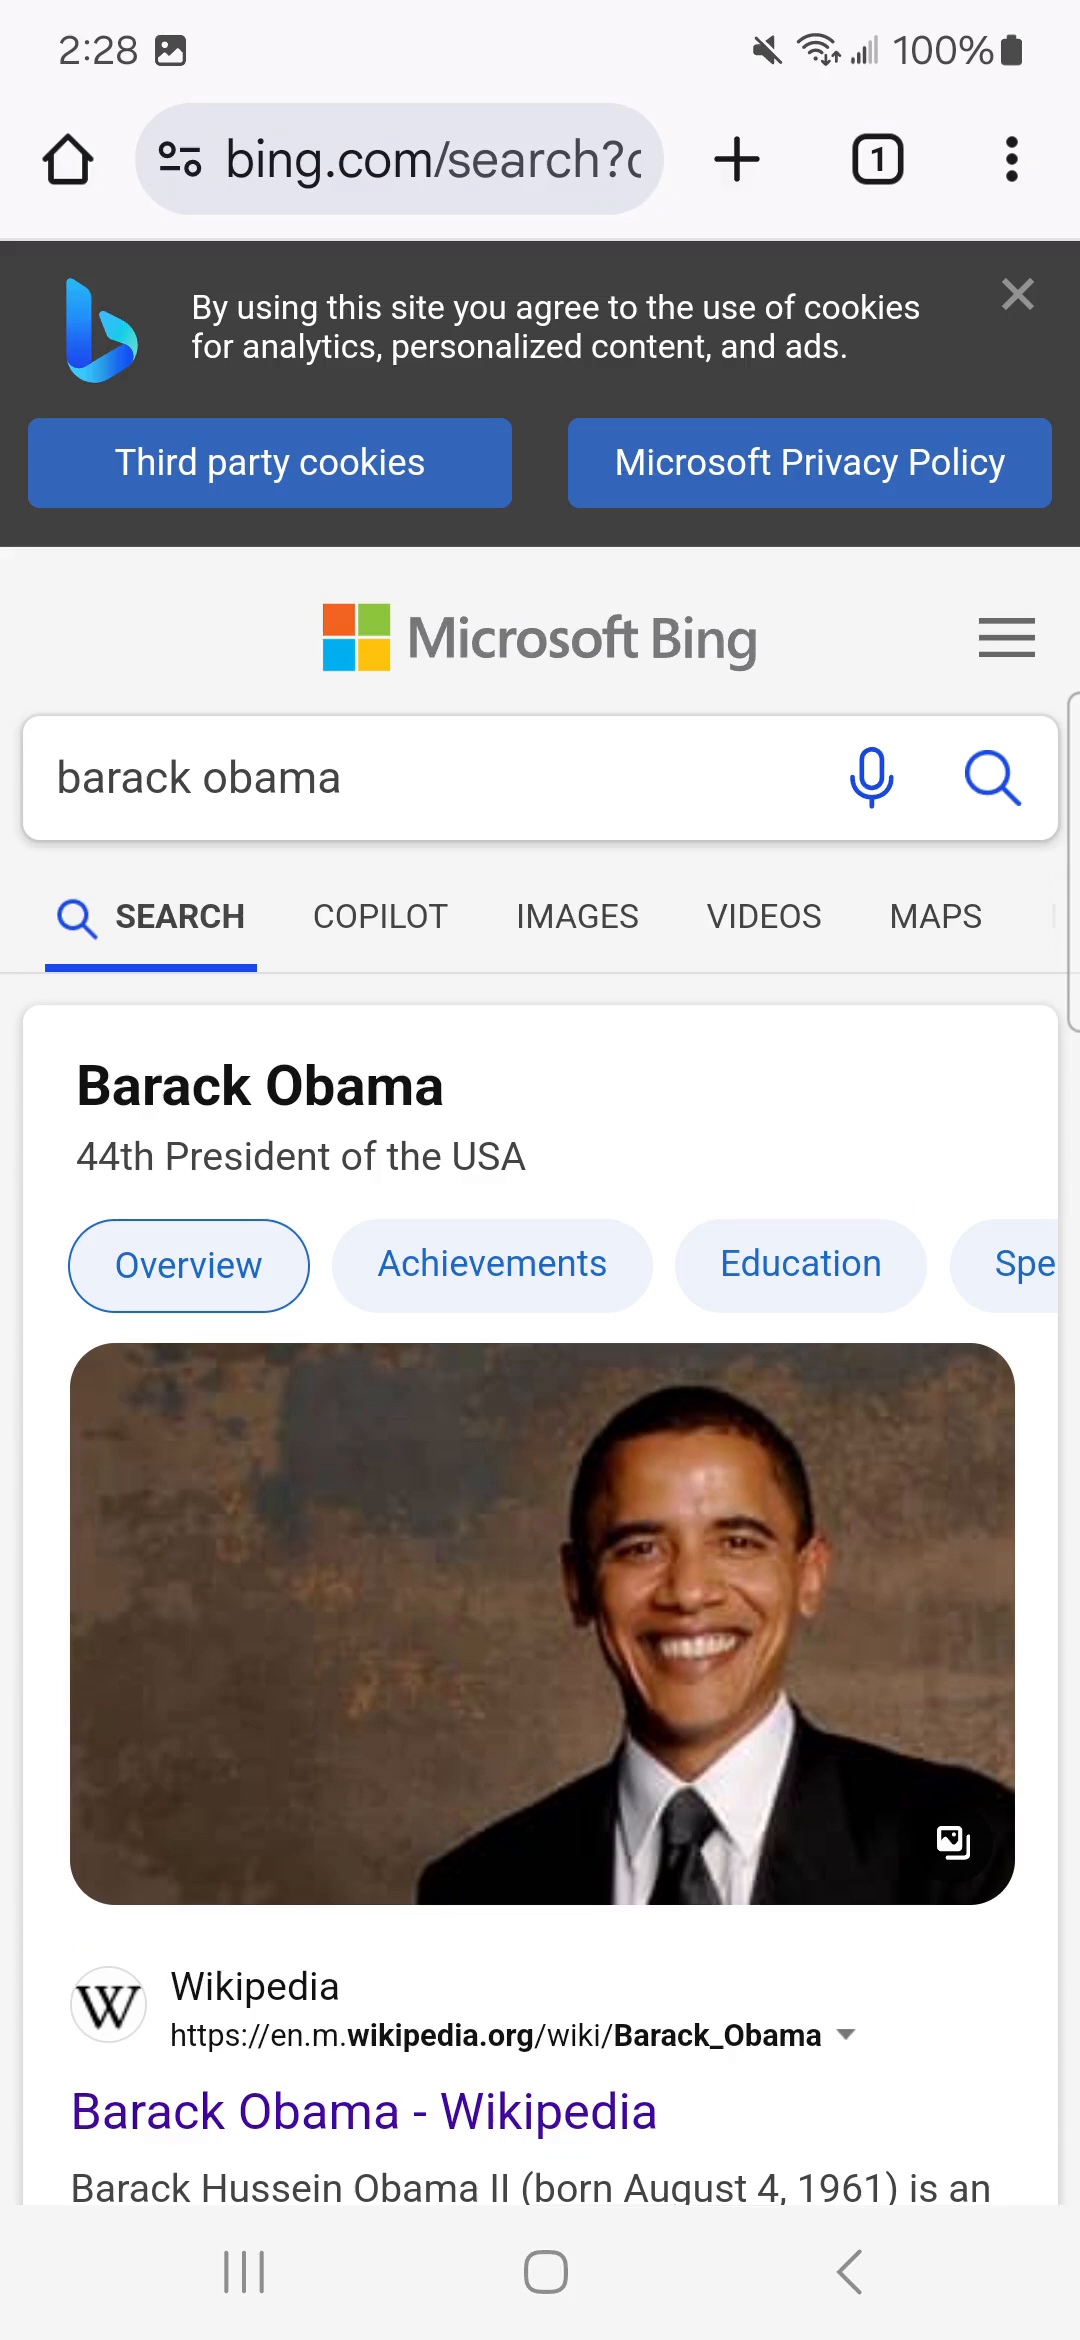 2:28 100%
bing.com/search?
1
By using this site you agree to the use of cookies
for analytics, personalized content, and ads.
Third party cookies Microsoft Privacy Policy
Microsoft Bing
barack obama
SEARCH COPILOT IMAGES VIDEOS MAPS
Barack Obama
44th President of the USA
Overview Achievements Education Spe
W Wikipedia
https://en.m.wikipedia.org/wiki/Barack_Obama
Barack Obama - Wikipedia
Barack Hussein Obama II (born August 4, 1961) is an